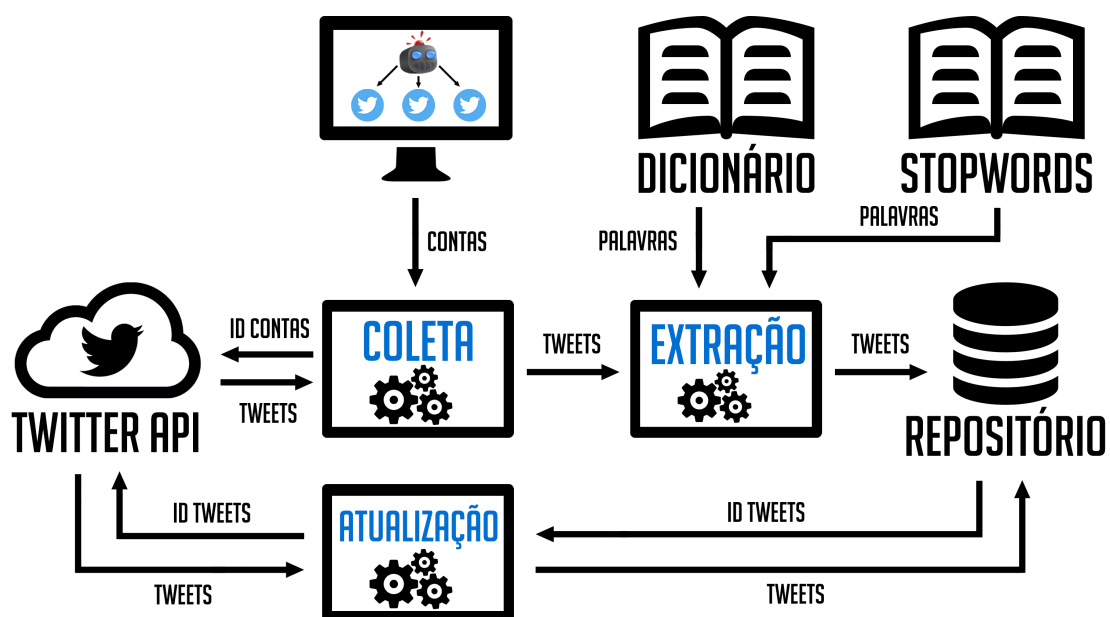 DICIONÁRIO
STOPWORDS
CONTAS
PALAVRAS
PALAVRAS
ID CONTAS
TWEETS
COLETA
TWEETS
EXTRAÇÃO
TWEETS
TWITTER API
REPOSITÓRIO
ID TWEETS
ATUALIZAÇÃO
ID TWEETS
TWEETS
TWEETS